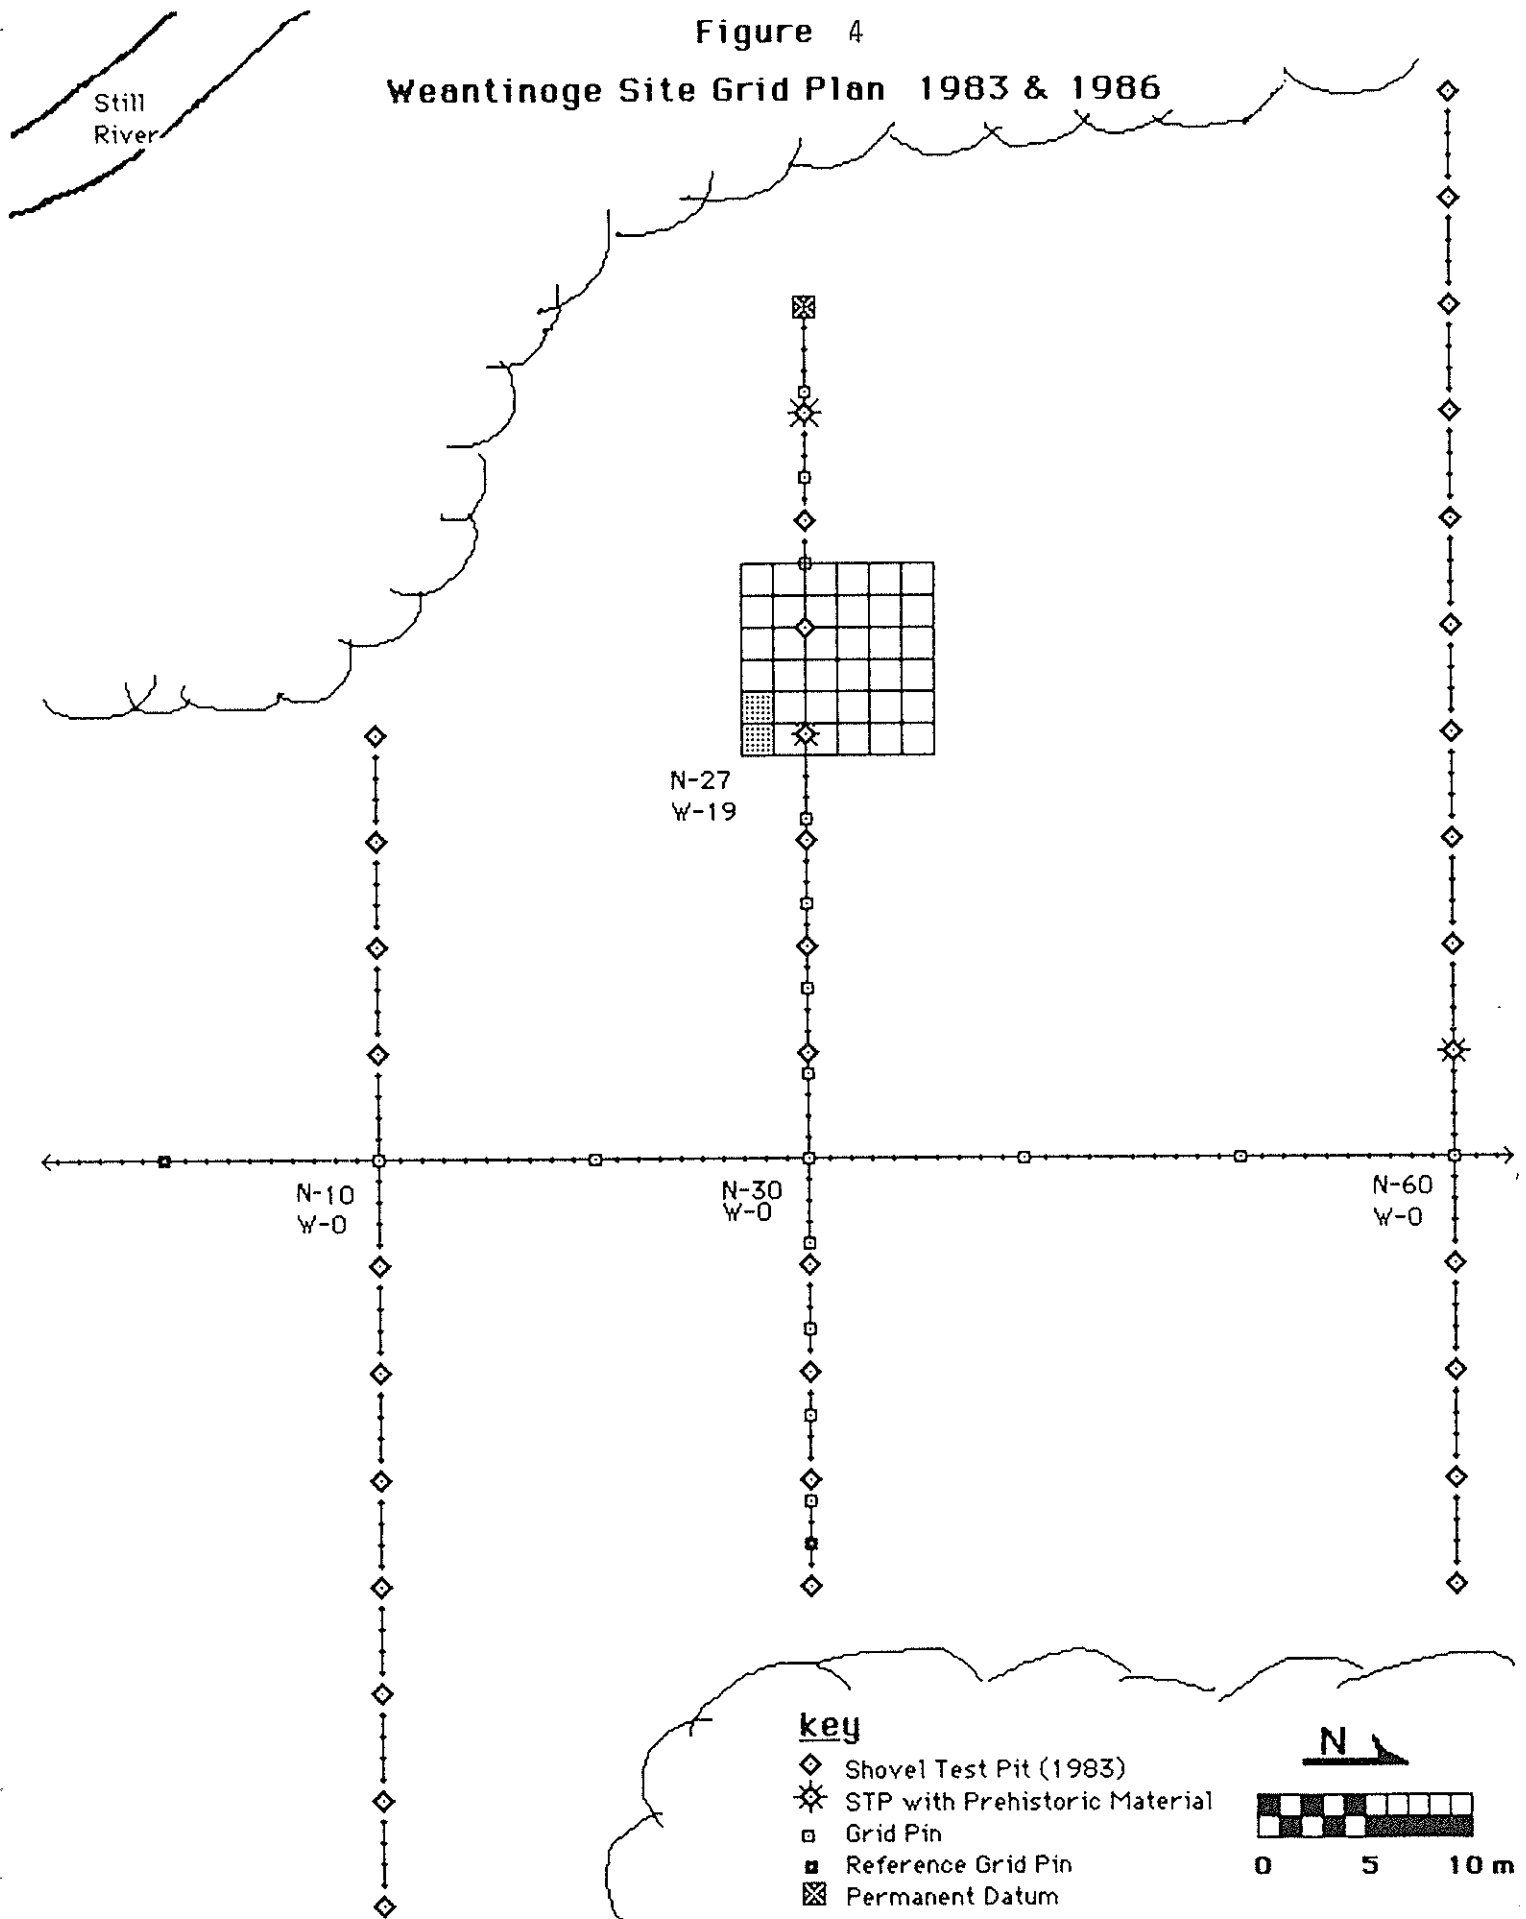 Figure 4
Weantinoge Site Grid Plan 1983 & 1986
Still
River
N-27
W-19
N-10
W-0
N-30
W-0
N-60
W-0
key
Shovel Test Pit (1983)
STP with Prehistoric Material
Grid Pin
Reference Grid Pin
Permanent Datum
N
0 5 10 m